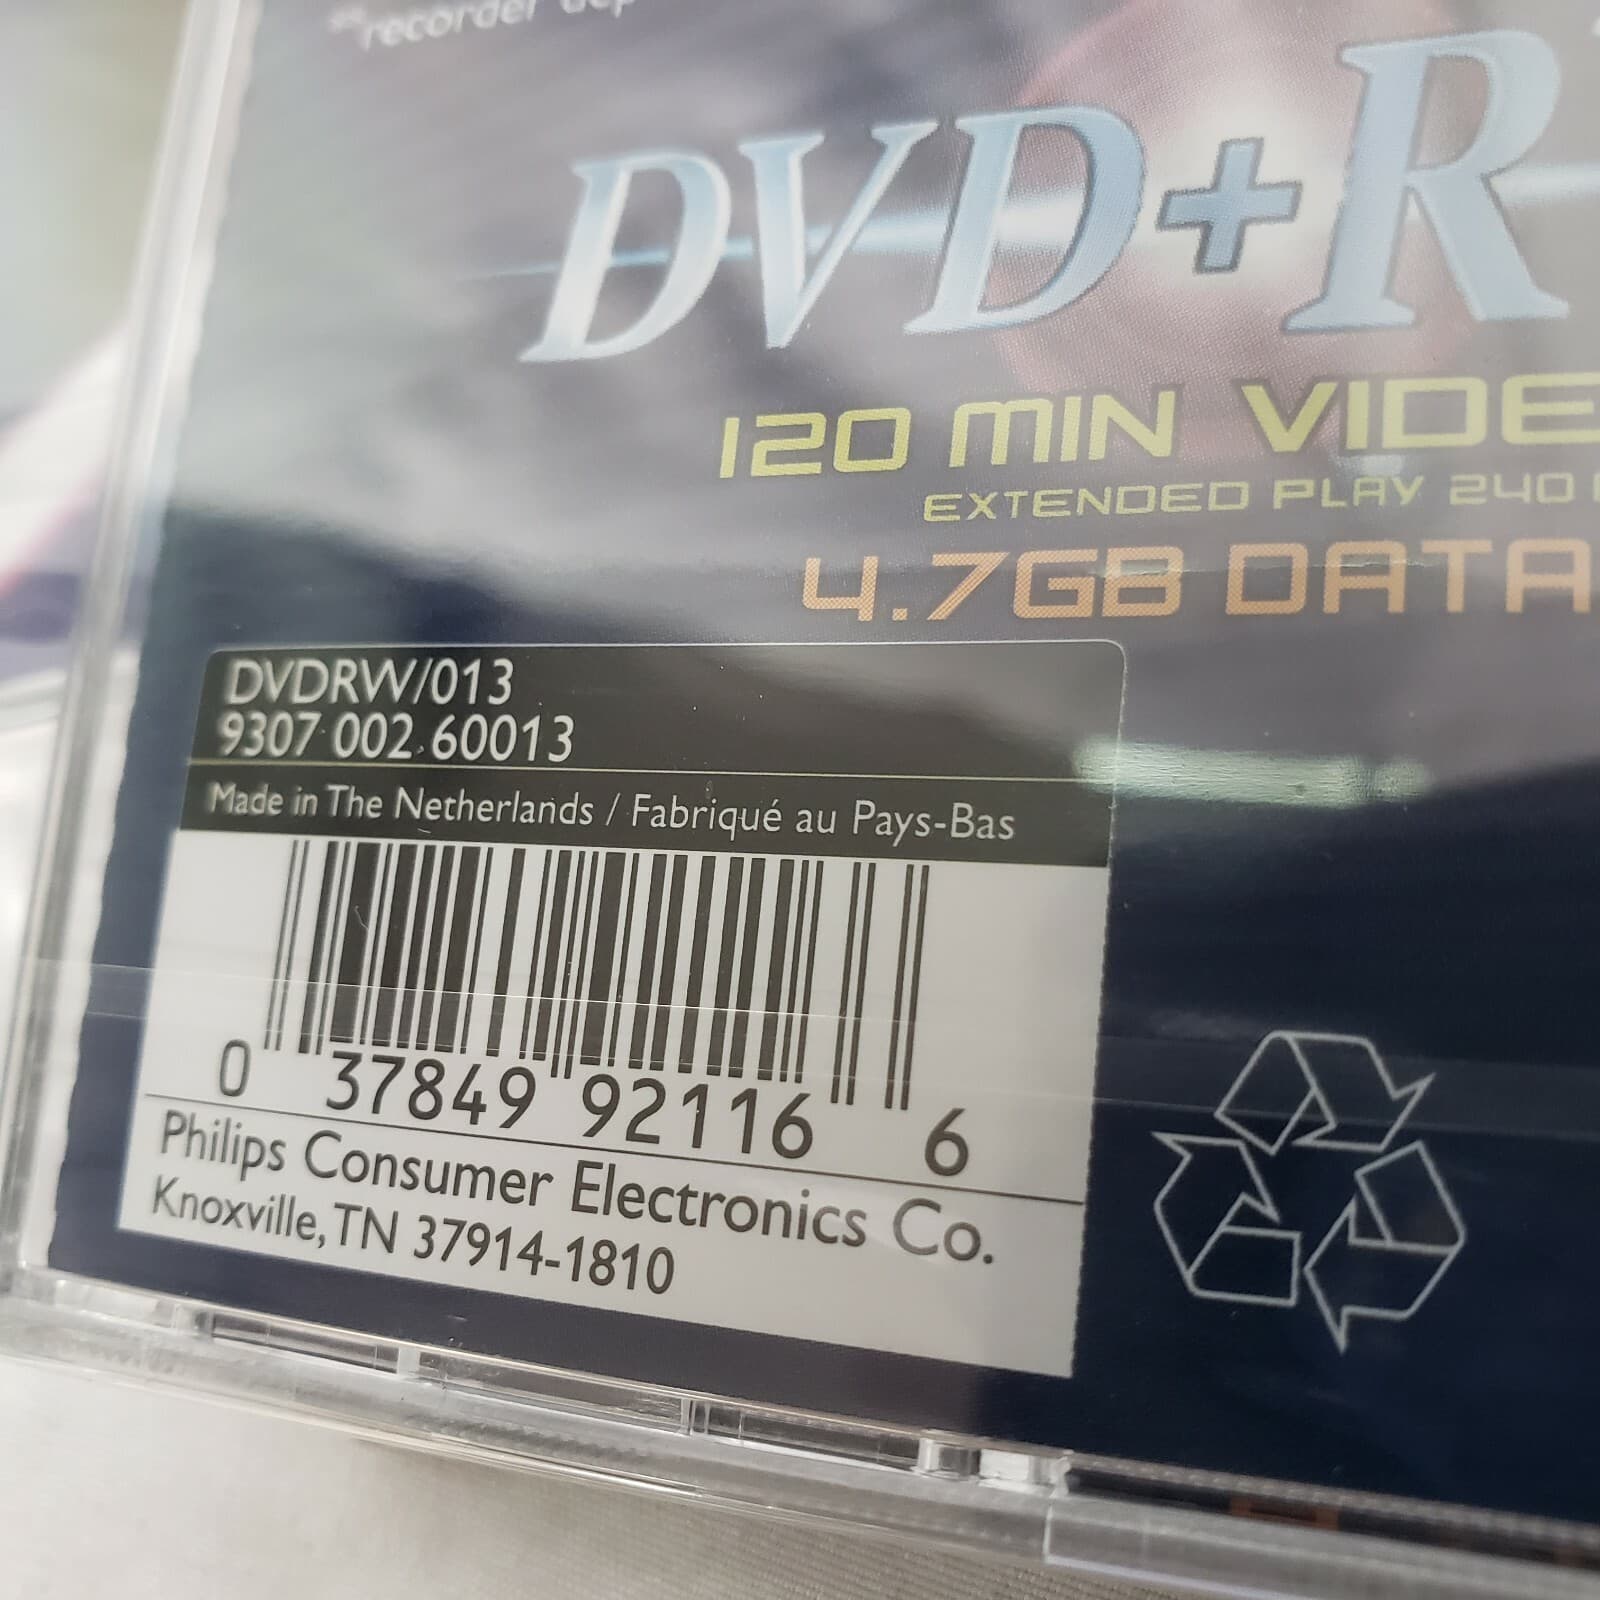 recorder
DVD+R
120 MIN VIDE
EXTENDED PLAY 240
4.7GB DATA
DVDRW/013
9307 002 60013
Made in The Netherlands / Fabriqué au Pays-Bas
0 37849 92116 6
Philips Consumer Electronics Co.
Knoxville, TN 37914-1810